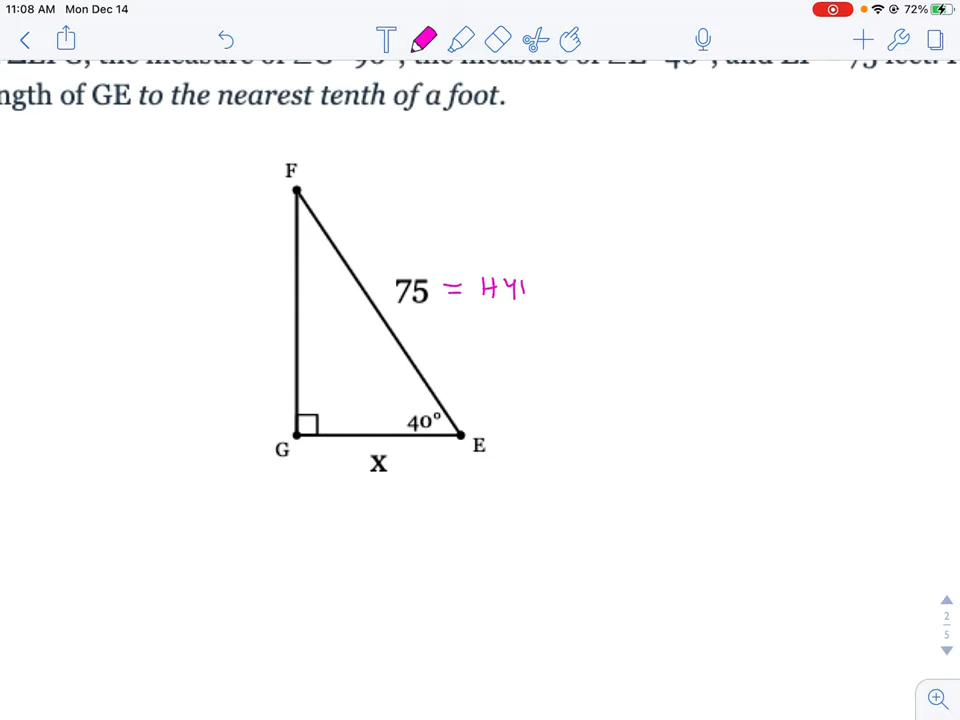 11:08 AM Mon Dec 14
72%
T
ngth of GE to the nearest tenth of a foot.
F
75 = HY
40°
G
E
X
2
5